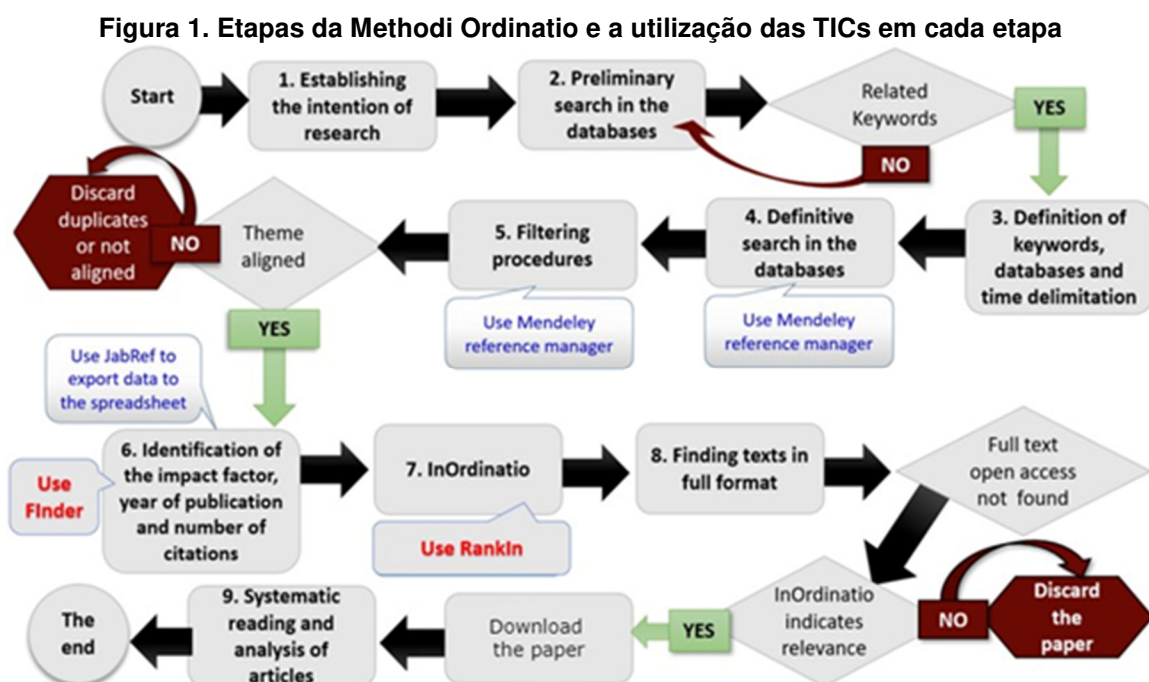 Figura 1. Etapas da Methodi Ordinatio e a utilização das TICs em cada etapa
Start
1. Establishing
the intention of
research
2. Preliminary
search in the
databases
Related
Keywords
YES
NO
3. Definition of
keywords,
databases and
time delimitation
4. Definitive
search in the
databases
Use Mendeley
reference manager
5. Filtering
procedures
Use Mendeley
reference manager
Theme
aligned
NO
Discard
duplicates
or not
aligned
YES
Use JabRef to
export data to
the spreadsheet
Use
FInder
6. Identification of
the impact factor,
year of publication
and number of
citations
7. InOrdinatio
Use RankIn
8. Finding texts in
full format
Full text
open access
not found
InOrdinatio
indicates
relevance
NO
Discard
the
paper
YES
Download
the paper
9. Systematic
reading and
analysis of
articles
The
end